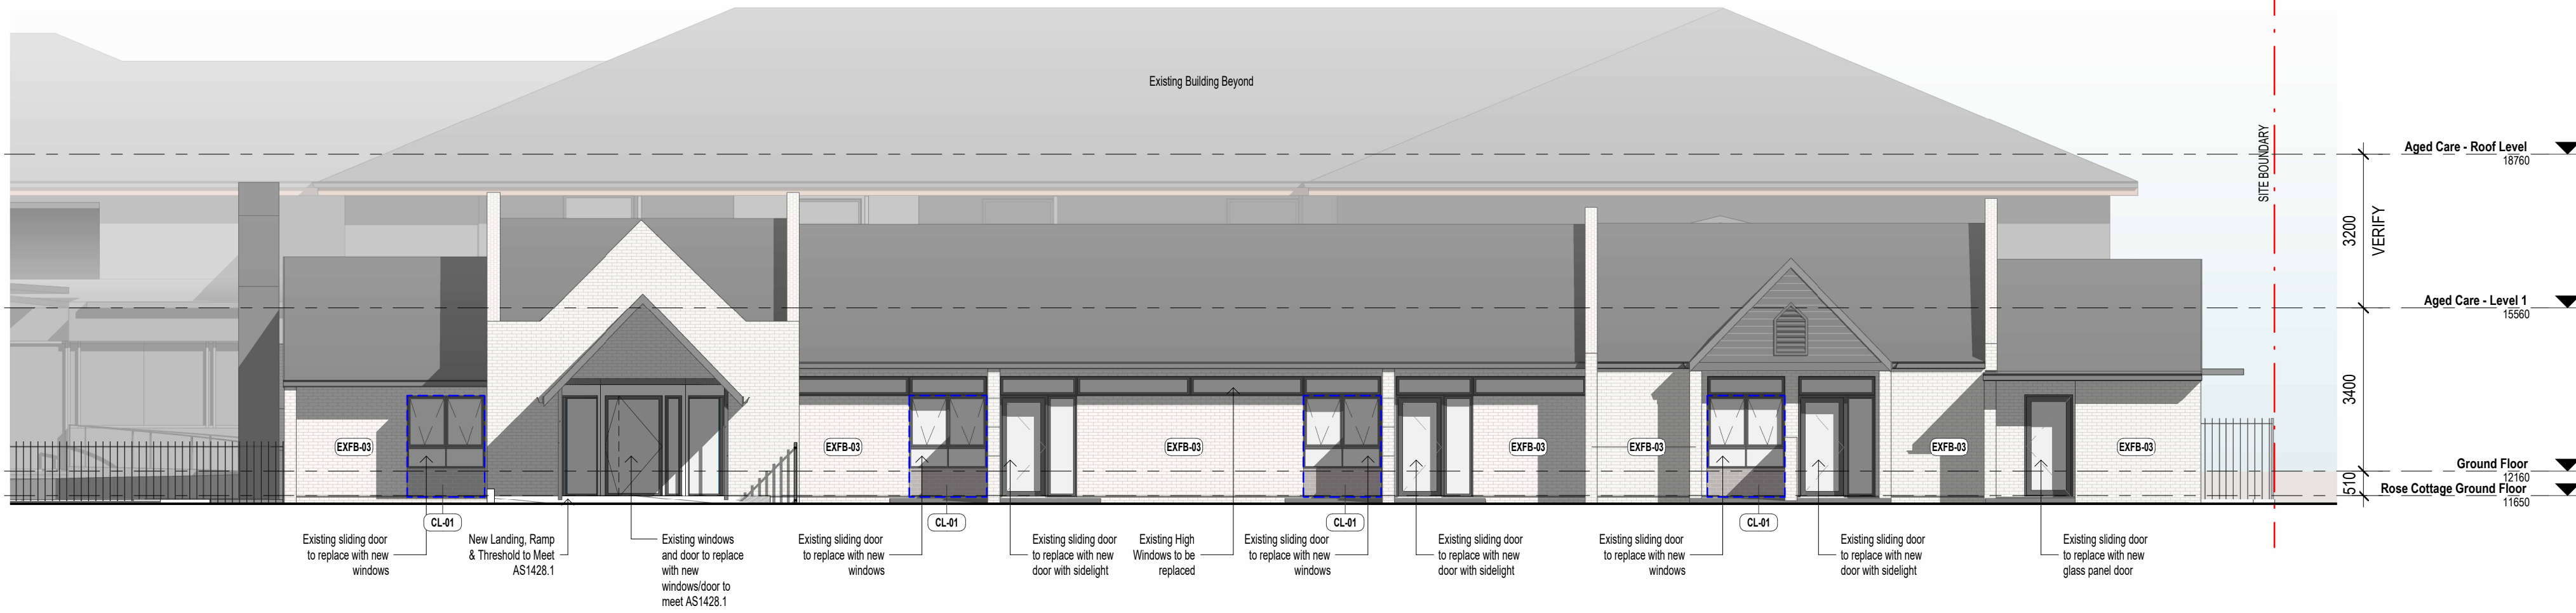 Existing Building Beyond
SITE BOUNDARY
Aged Care - Roof Level
18760
3200
VERIFY
Aged Care - Level 1
15560
3400
Ground Floor
12160
510
Rose Cottage Ground Floor
11650
EXFB-03
EXFB-03
EXFB-03
EXFB-03
EXFB-03
EXFB-03
EXFB-03
CL-01
CL-01
CL-01
CL-01
Existing sliding door
to replace with new
windows
New Landing, Ramp
& Threshold to Meet
AS1428.1
Existing windows
and door to replace
with new
windows/door to
meet AS1428.1
Existing sliding door
to replace with new
windows
Existing sliding door
to replace with new
door with sidelight
Existing High
Windows to be
replaced
Existing sliding door
to replace with new
windows
Existing sliding door
to replace with new
door with sidelight
Existing sliding door
to replace with new
windows
Existing sliding door
to replace with new
door with sidelight
Existing sliding door
to replace with new
glass panel door